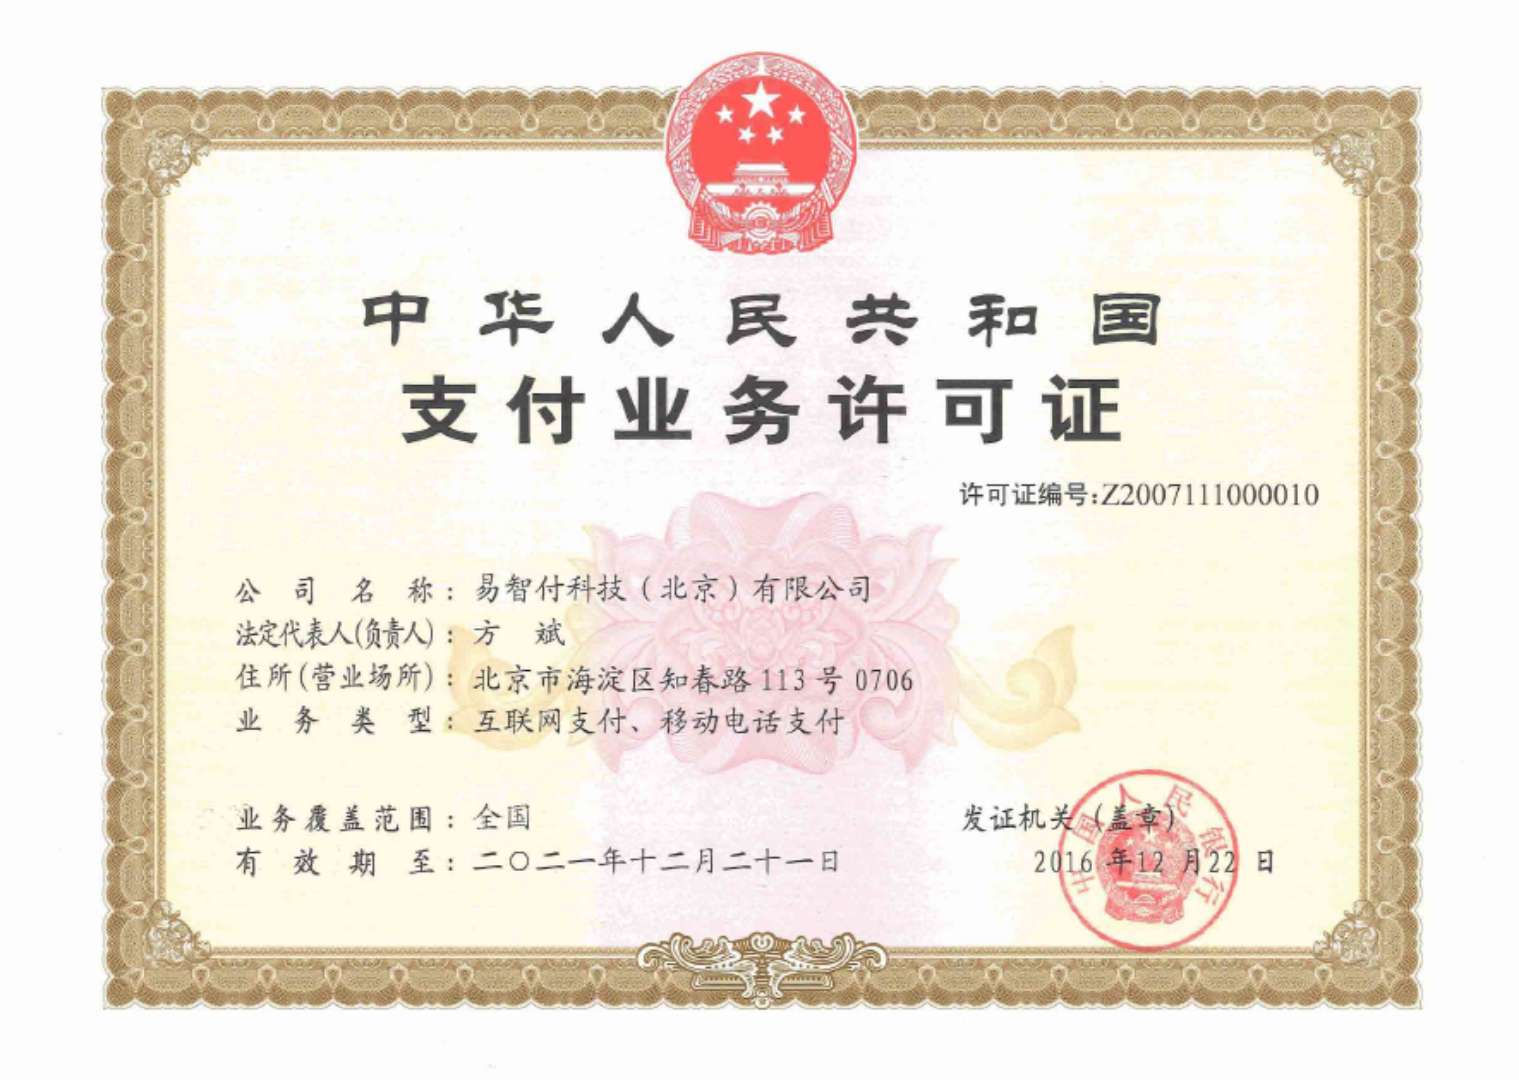 中华人民共和国
支付业务许可证
许可证编号:Z2007111000010
公司名称：易智付科技（北京）有限公司
法定代表人(负责人)：方斌
住所(营业场所)：北京市海淀区知春路113号0706
业务类型：互联网支付、移动电话支付
业务覆盖范围：全国
有效期至：二〇二一年十二月二十一日
发证机关（盖章）
2016年12月22日
中国人民银行